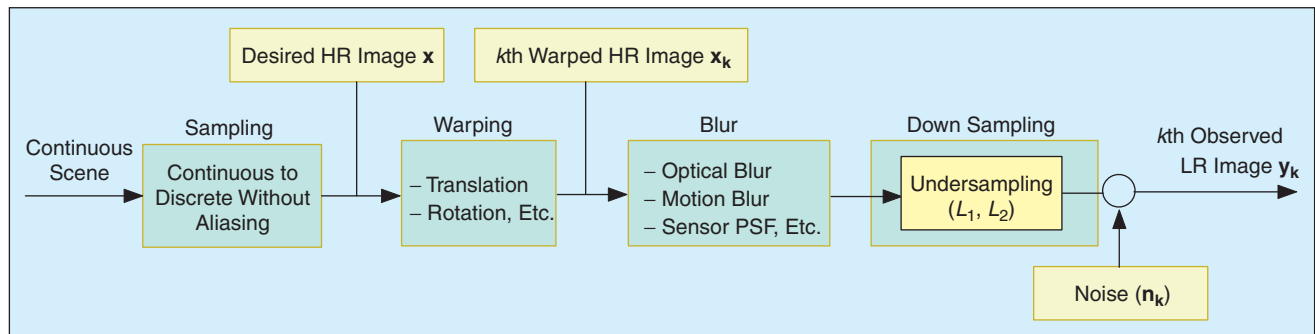 Desired HR Image x
kth Warped HR Image xk
Sampling
Warping
Blur
Down Sampling
Continuous
Scene
Continuous to
Discrete Without
Aliasing
– Translation
– Rotation, Etc.
– Optical Blur
– Motion Blur
– Sensor PSF, Etc.
Undersampling
(L1, L2)
kth Observed
LR Image yk
Noise (nk)